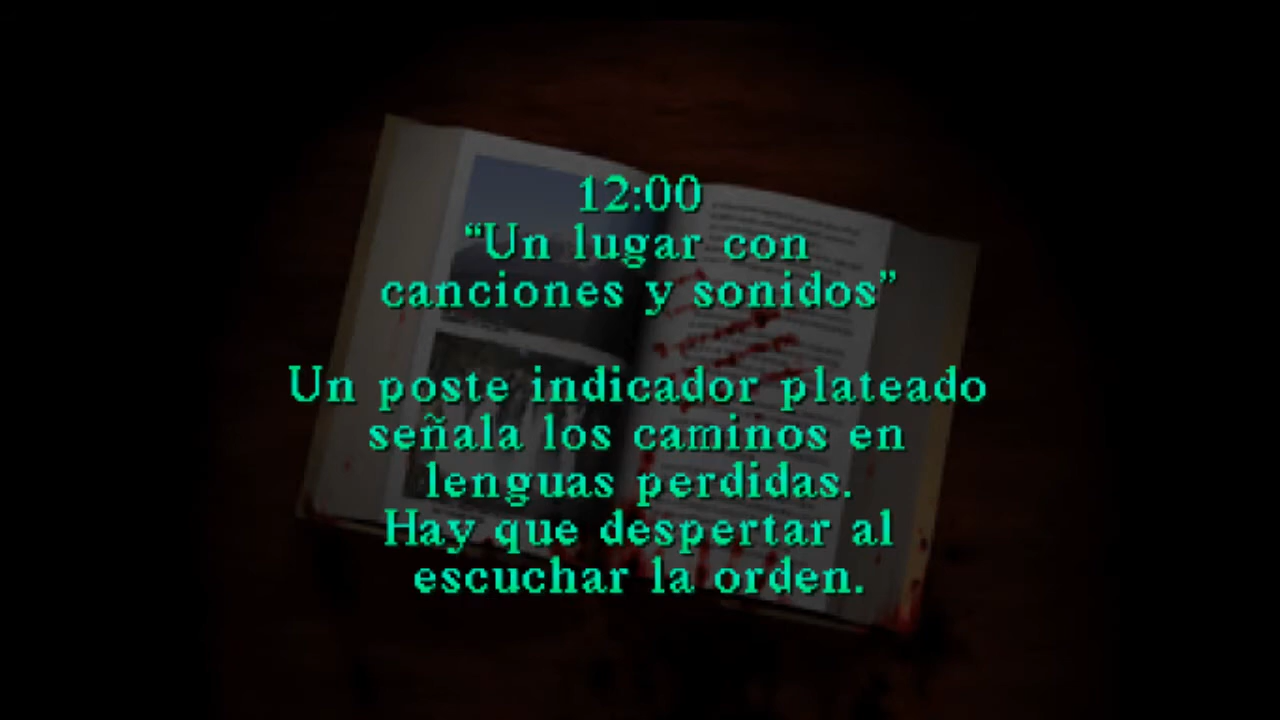 12:00
“Un lugar con
canciones y sonidos”
Un poste indicador plateado
señala los caminos en
lenguas perdidas.
Hay que despertar al
escuchar la orden.